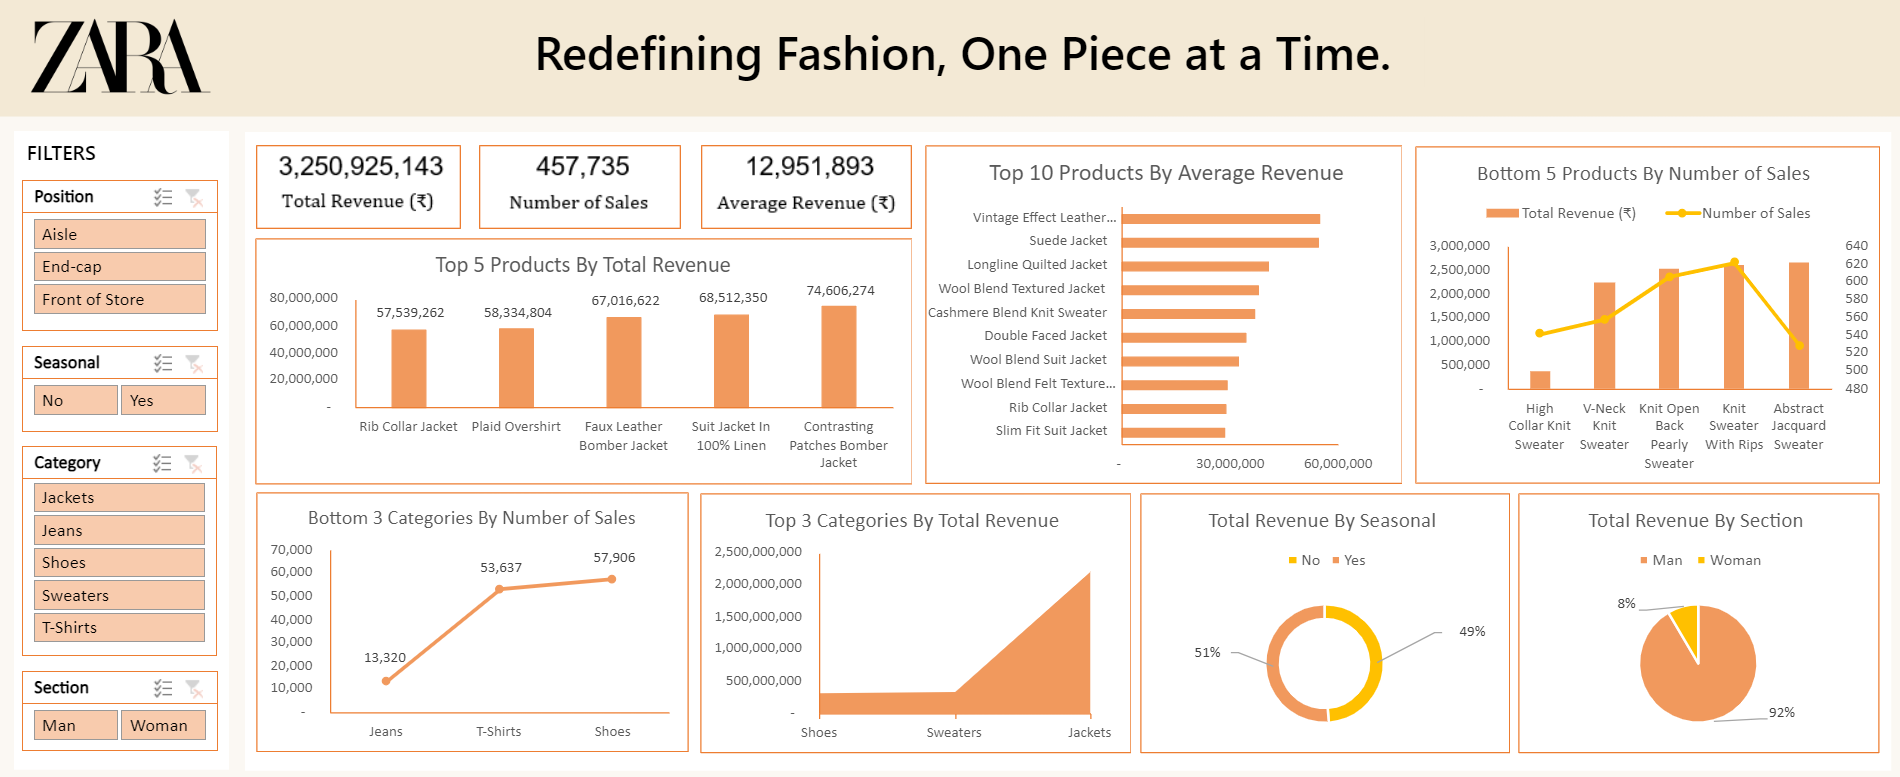 ZARA
Redefining Fashion, One Piece at a Time.
FILTERS
Position
Aisle
End-cap
Front of Store
Seasonal
No
Yes
Category
Jackets
Jeans
Shoes
Sweaters
T-Shirts
Section
Man
Woman
3,250,925,143
Total Revenue (₹)
457,735
Number of Sales
12,951,893
Average Revenue (₹)
Top 5 Products By Total Revenue
80,000,000
60,000,000
40,000,000
20,000,000
-
57,539,262
58,334,804
67,016,622
68,512,350
74,606,274
Rib Collar Jacket
Plaid Overshirt
Faux Leather
Bomber Jacket
Suit Jacket In
100% Linen
Contrasting
Patches Bomber
Jacket
Top 10 Products By Average Revenue
Vintage Effect Leather...
Suede Jacket
Longline Quilted Jacket
Wool Blend Textured Jacket
Cashmere Blend Knit Sweater
Double Faced Jacket
Wool Blend Suit Jacket
Wool Blend Felt Texture...
Rib Collar Jacket
Slim Fit Suit Jacket
-
30,000,000
60,000,000
Bottom 5 Products By Number of Sales
Total Revenue (₹)
Number of Sales
3,000,000
2,500,000
2,000,000
1,500,000
1,000,000
500,000
-
640
620
600
580
560
540
520
500
480
High
Collar Knit
Sweater
V-Neck
Knit
Sweater
Knit Open
Back
Pearly
Sweater
Knit
Sweater
With Rips
Abstract
Jacquard
Sweater
Bottom 3 Categories By Number of Sales
70,000
60,000
50,000
40,000
30,000
20,000
10,000
-
13,320
53,637
57,906
Jeans
T-Shirts
Shoes
Top 3 Categories By Total Revenue
2,500,000,000
2,000,000,000
1,500,000,000
1,000,000,000
500,000,000
-
Shoes
Sweaters
Jackets
Total Revenue By Seasonal
No
Yes
51%
49%
Total Revenue By Section
Man
Woman
8%
92%